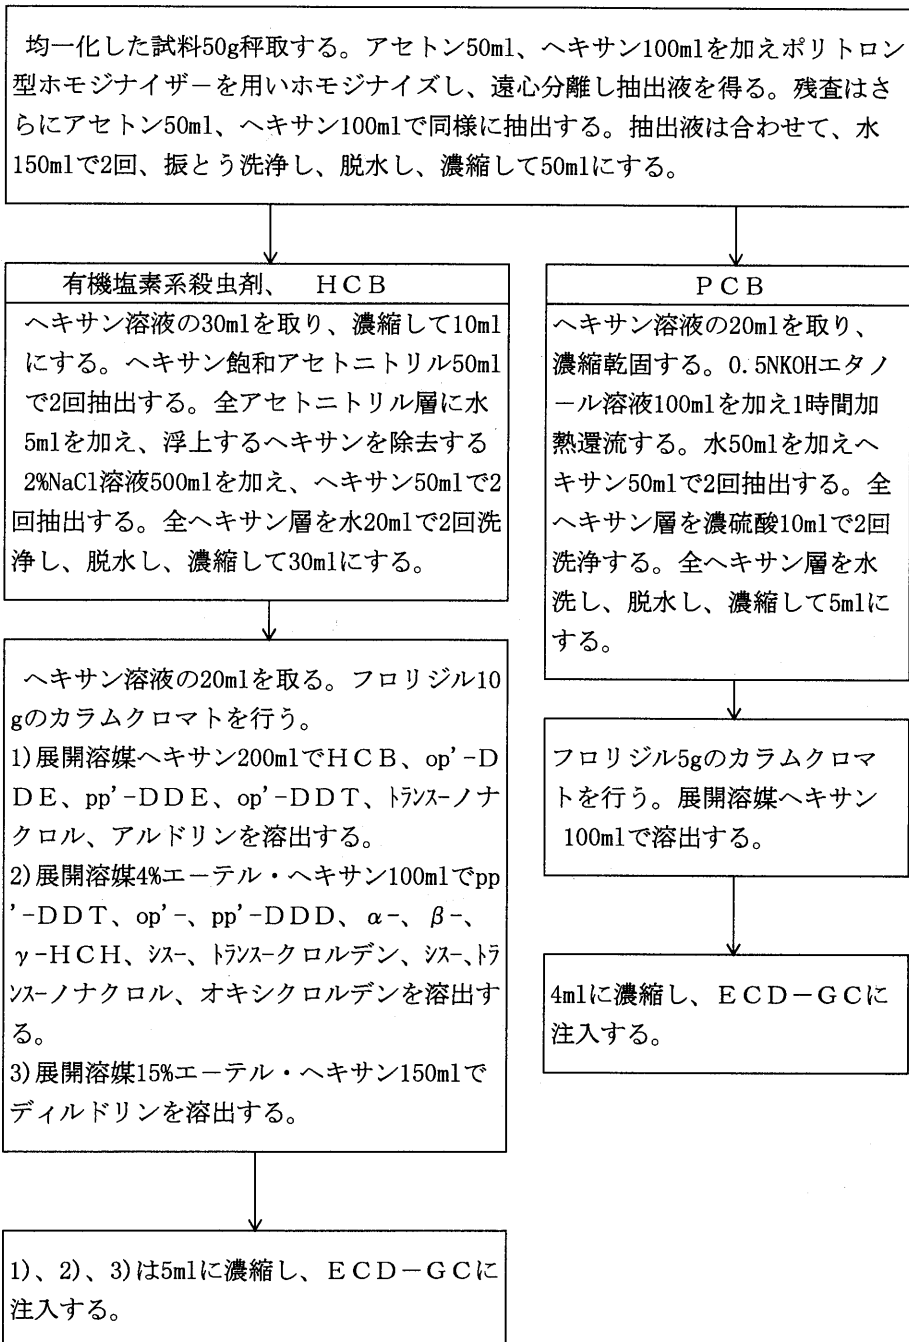 均一化した試料50g秤取する。アセトン50ml、ヘキサン100mlを加えポリトロン
型ホモジナイザーを用いホモジナイズし、遠心分離し抽出液を得る。残査はさ
らにアセトン50ml、ヘキサン100mlで同様に抽出する。抽出液は合わせて、水
150mlで2回、振とう洗浄し、脱水し、濃縮して50mlにする。
有機塩素系殺虫剤、 HCB
ヘキサン溶液の30mlを取り、濃縮して10ml
にする。ヘキサン飽和アセトニトリル50ml
で2回抽出する。全アセトニトリル層に水
5mlを加え、浮上するヘキサンを除去する
2%NaCl溶液500mlを加え、ヘキサン50mlで2
回抽出する。全ヘキサン層を水20mlで2回洗
浄し、脱水し、濃縮して30mlにする。
ヘキサン溶液の20mlを取る。フロリジル10
gのカラムクロマトを行う。
1)展開溶媒ヘキサン200mlでHCB、op'-D
DE、pp'-DDE、op'-DDT、トランス-ノナ
クロル、アルドリンを溶出する。
2)展開溶媒4%エーテル・ヘキサン100mlでpp
'-DDT、op'-、pp'-DDD、α-、β-、
γ-HCH、シス-、トランス-クロルデン、シス-、トラ
ンス-ノナクロル、オキシクロルデンを溶出す
る。
3)展開溶媒15%エーテル・ヘキサン150mlで
ディルドリンを溶出する。
1)、2)、3)は5mlに濃縮し、ECD-GCに
注入する。
PCB
ヘキサン溶液の20mlを取り、
濃縮乾固する。0.5NKOHエタノ
ール溶液100mlを加え1時間加
熱還流する。水50mlを加えヘ
キサン50mlで2回抽出する。全
ヘキサン層を濃硫酸10mlで2回
洗浄する。全ヘキサン層を水
洗し、脱水し、濃縮して5mlに
する。
フロリジル5gのカラムクロマ
トを行う。展開溶媒ヘキサン
100mlで溶出する。
4mlに濃縮し、ECD-GCに
注入する。